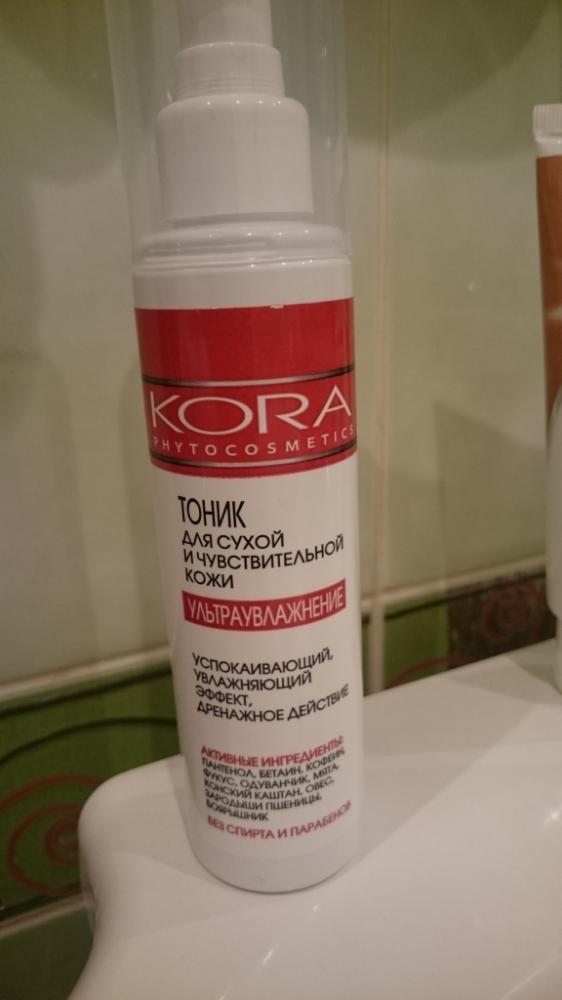 KORA
PHYTOCOSMETICS
ТОНИК
ДЛЯ СУХОЙ
И ЧУВСТВИТЕЛЬНОЙ
КОЖИ
УЛЬТРАУВЛАЖНЕНИЕ
УСПОКАИВАЮЩИЙ,
УВЛАЖНЯЮЩИЙ
ЭФФЕКТ,
ДРЕНАЖНОЕ ДЕЙСТВИЕ
АКТИВНЫЕ ИНГРЕДИЕНТЫ:
ПАНТЕНОЛ, БЕТАИН, КОФЕИН,
ФУКУС, ОДУВАНЧИК, МЯТА,
КОНСКИЙ КАШТАН, ОВЕС,
ЗАРОДЫШИ ПШЕНИЦЫ,
БОЯРЫШНИК
БЕЗ СПИРТА И ПАРАБЕНОВ